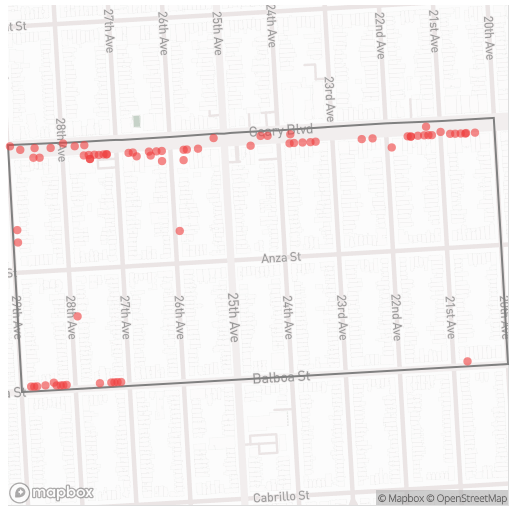 nt St
27th Ave
26th Ave
25th Ave
24th Ave
22nd Ave
21st Ave
20th Ave
23rd Ave
28th Ave
Geary Blvd
Anza St
St
29th Ave
28th Ave
27th Ave
26th Ave
25th Ave
24th Ave
23rd Ave
22nd Ave
21st Ave
20th Ave
a St
Balboa St
Cabrillo St
mapbox
© Mapbox © OpenStreetMap